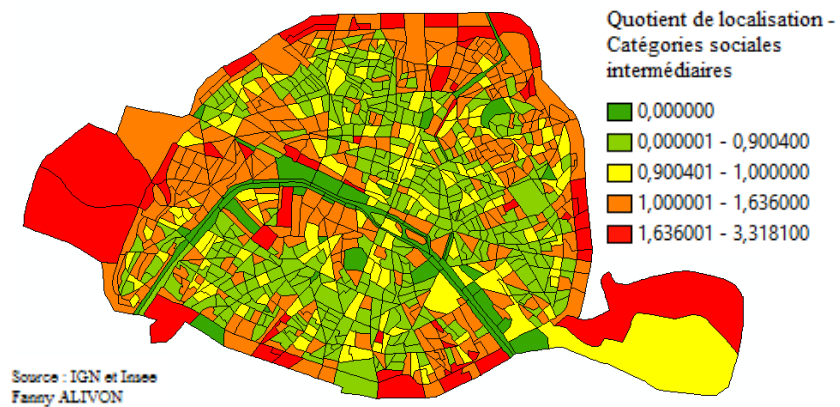 Quotient de localisation -
Catégories sociales
intermédiaires
0,000000
0,000001 - 0,900400
0,900401 - 1,000000
1,000001 - 1,636000
1,636001 - 3,318100
Source : IGN et Insee
Fanny ALIVON